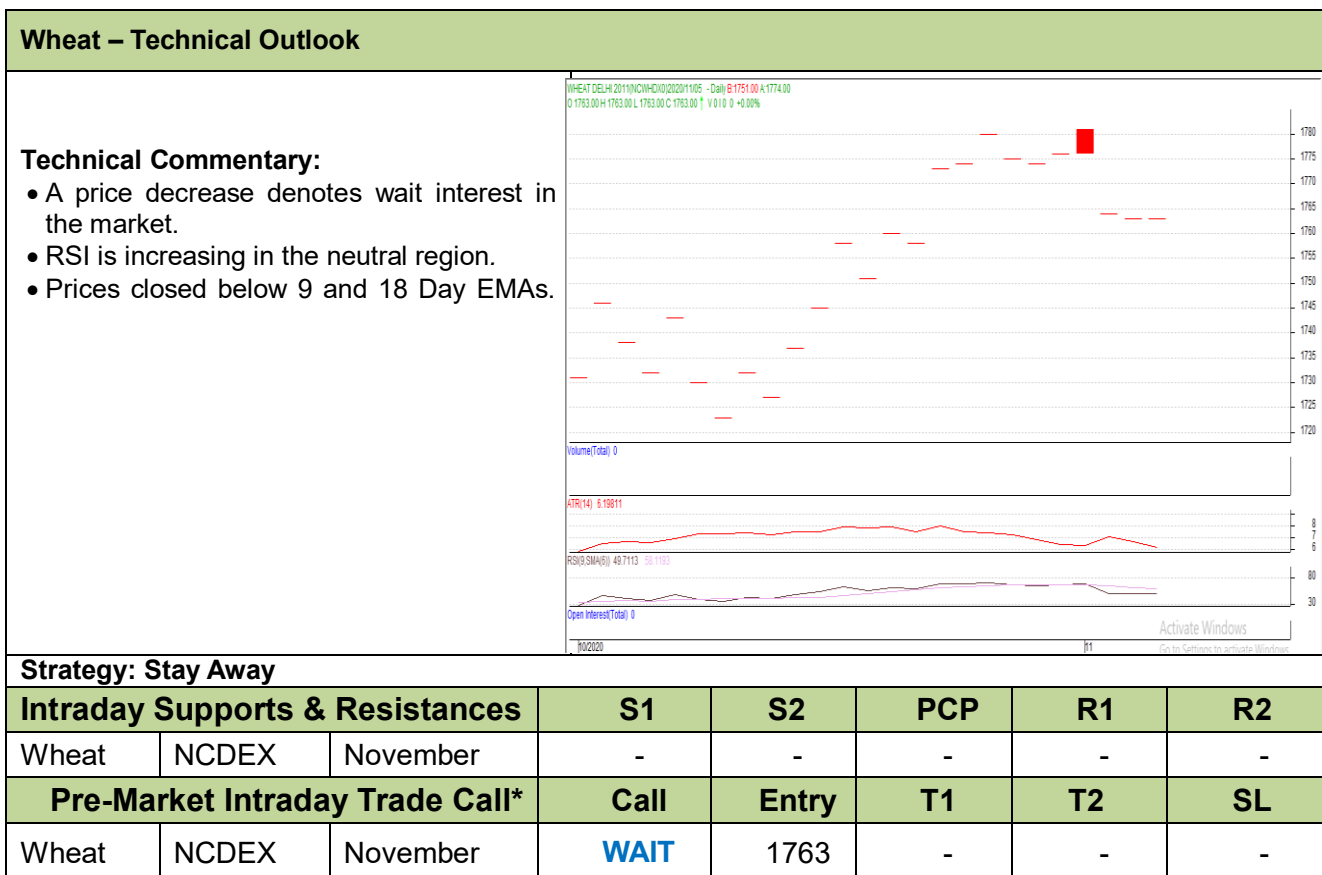 Wheat – Technical Outlook
Technical Commentary:
• A price decrease denotes wait interest in
the market.
• RSI is increasing in the neutral region.
• Prices closed below 9 and 18 Day EMAs.
WHEAT DELHI 2011(NCWHDX0)2020/11/05 - Daily B:1751.00 A:1774.00
O 1763.00 H 1763.00 L 1763.00 C 1763.00 ↑ V 0 I 0 0 +0.00%
1780
1775
1770
1765
1760
1755
1750
1745
1740
1735
1730
1725
1720
Volume(Total) 0
ATR(14) 6.19811
8
7
6
RSI(9,SMA(6)) 49.7113 58.1193
80
30
Open Interest(Total) 0
Activate Windows
Go to Settings to activate Windows.
10/2020 11
Strategy: Stay Away
Intraday Supports & Resistances S1 S2 PCP R1 R2
Wheat NCDEX November - - - - -
Pre-Market Intraday Trade Call* Call Entry T1 T2 SL
Wheat NCDEX November WAIT 1763 - - -